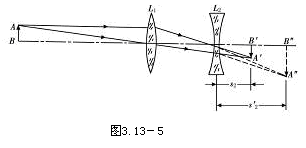 L₁ L₂
A
B B' B"
A' A"
s₂
s'₂
图3.13-5